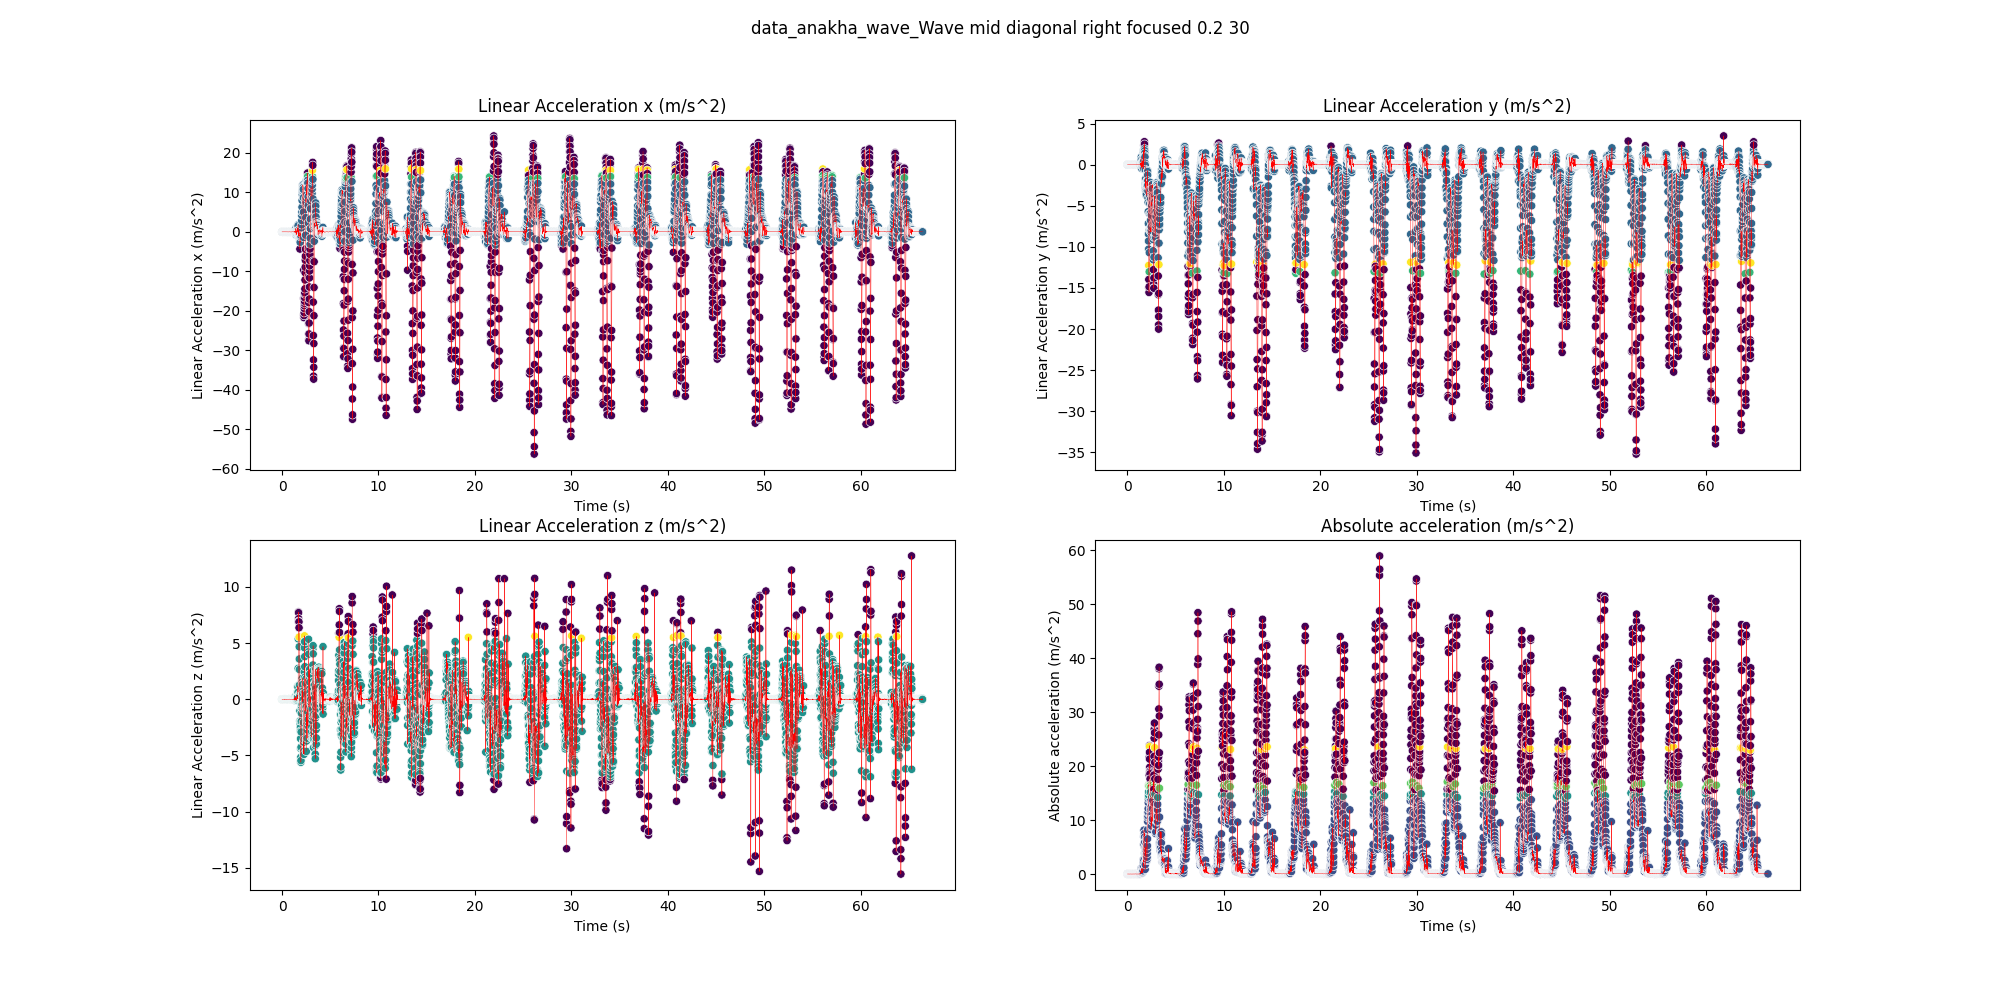 data_anakha_wave_Wave mid diagonal right focused 0.2 30
Linear Acceleration x (m/s^2)
Linear Acceleration x (m/s^2)
20
10
0
−10
−20
−30
−40
−50
−60
0 10 20 30 40 50 60
Time (s)
Linear Acceleration y (m/s^2)
Linear Acceleration y (m/s^2)
5
0
−5
−10
−15
−20
−25
−30
−35
0 10 20 30 40 50 60
Time (s)
Linear Acceleration z (m/s^2)
Linear Acceleration z (m/s^2)
10
5
0
−5
−10
−15
0 10 20 30 40 50 60
Time (s)
Absolute acceleration (m/s^2)
Absolute acceleration (m/s^2)
60
50
40
30
20
10
0
0 10 20 30 40 50 60
Time (s)